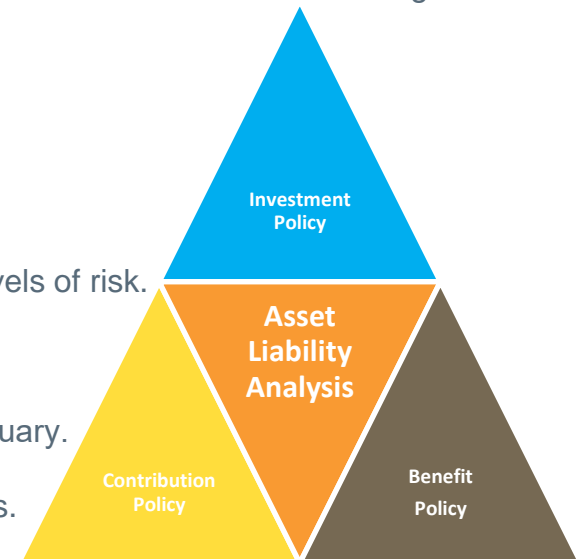 Investment
Policy
vels of risk.
Asset
Liability
Analysis
uary.
Contribution
Policy
Benefit
Policy
s.